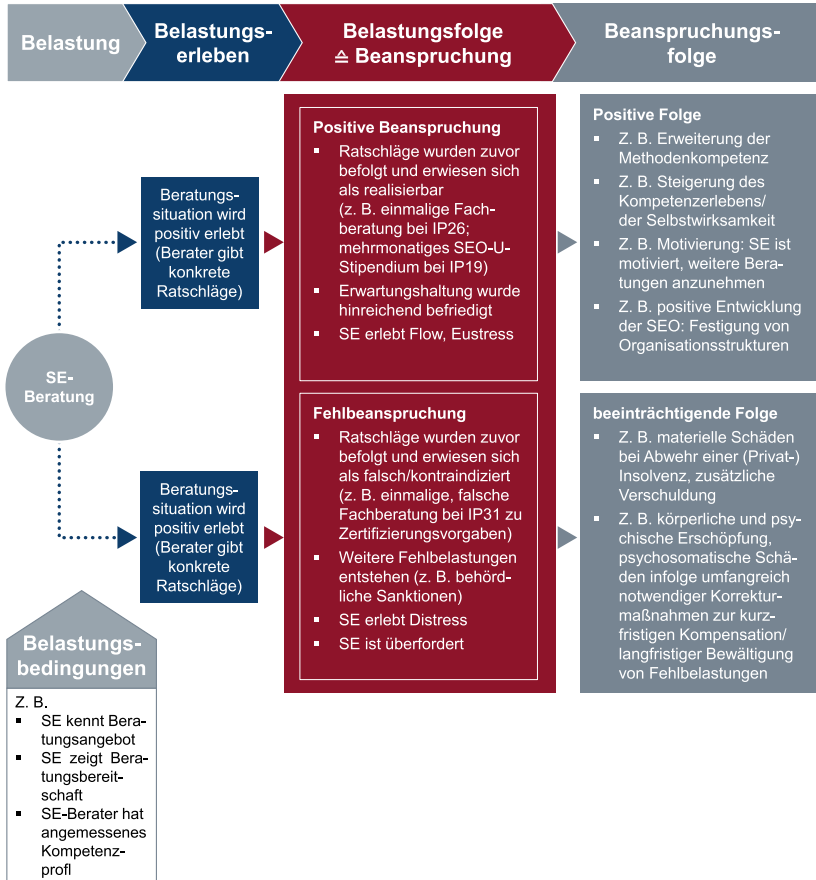 Belastung
Belastungs-
erleben
Belastungsfolge
≙ Beanspruchung
Beanspruchungs-
folge
SE-
Beratung
Beratungs-
situation wird
positiv erlebt
(Berater gibt
konkrete
Ratschläge)
Positive Beanspruchung
▪ Ratschläge wurden zuvor
befolgt und erwiesen sich
als realisierbar
(z. B. einmalige Fach-
beratung bei IP26;
mehrmonatiges SEO-U-
Stipendium bei IP19)
▪ Erwartungshaltung wurde
hinreichend befriedigt
▪ SE erlebt Flow, Eustress
Positive Folge
▪ Z. B. Erweiterung der
Methodenkompetenz
▪ Z. B. Steigerung des
Kompetenzerlebens/
der Selbstwirksamkeit
▪ Z. B. Motivierung: SE ist
motiviert, weitere Bera-
tungen anzunehmen
▪ Z. B. positive Entwicklung
der SEO: Festigung von
Organisationsstrukturen
Beratungs-
situation wird
positiv erlebt
(Berater gibt
konkrete
Ratschläge)
Fehlbeanspruchung
▪ Ratschläge wurden zuvor
befolgt und erwiesen sich
als falsch/kontraindiziert
(z. B. einmalige, falsche
Fachberatung bei IP31 zu
Zertifizierungsvorgaben)
▪ Weitere Fehlbelastungen
entstehen (z. B. behörd-
liche Sanktionen)
▪ SE erlebt Distress
▪ SE ist überfordert
beeinträchtigende Folge
▪ Z. B. materielle Schäden
bei Abwehr einer (Privat-)
Insolvenz, zusätzliche
Verschuldung
▪ Z. B. körperliche und psy-
chische Erschöpfung,
psychosomatische Schä-
den infolge umfangreich
notwendiger Korrektur-
maßnahmen zur kurz-
fristigen Kompensation/
langfristiger Bewältigung
von Fehlbelastungen
Belastungs-
bedingungen
Z. B.
▪ SE kennt Bera-
tungsangebot
▪ SE zeigt Bera-
tungsbereit-
schaft
▪ SE-Berater hat
angemessenes
Kompetenz-
profl